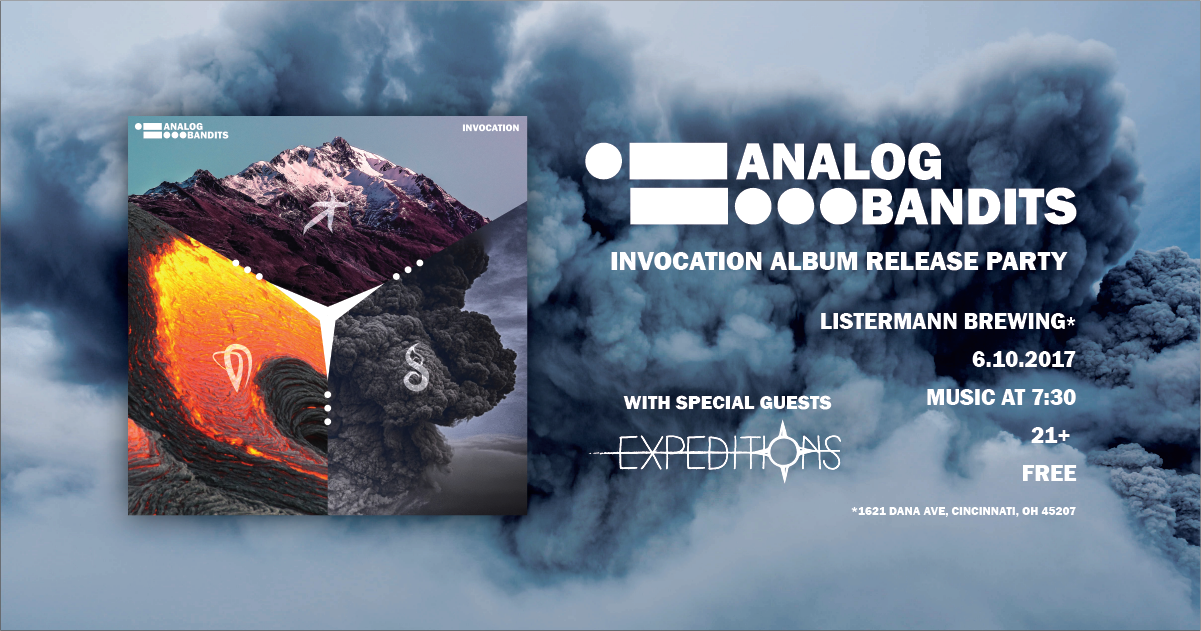 ANALOG
BANDITS
INVOCATION
ANALOG
BANDITS
INVOCATION ALBUM RELEASE PARTY
LISTERMANN BREWING*
6.10.2017
MUSIC AT 7:30
21+
FREE
WITH SPECIAL GUESTS
EXPEDITIONS
*1621 DANA AVE, CINCINNATI, OH 45207